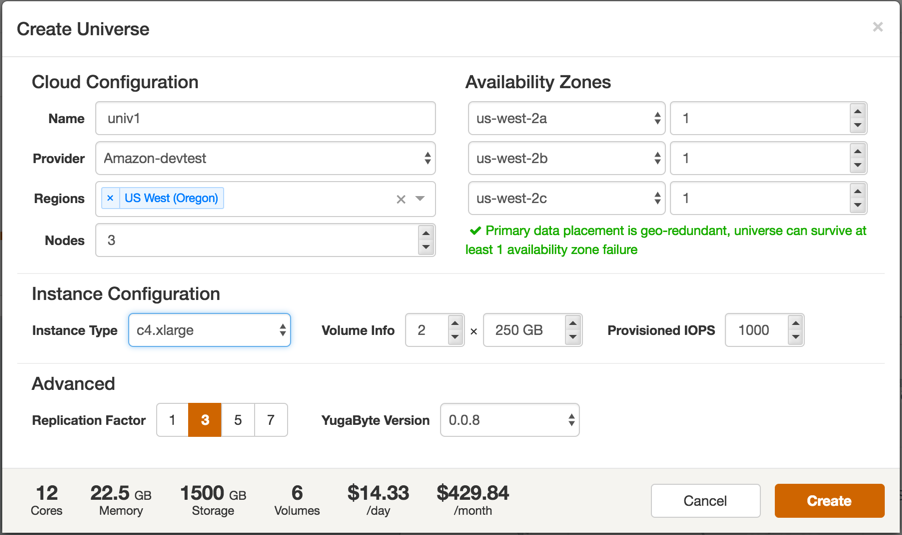 Create Universe ×
Cloud Configuration
Name univ1
Provider Amazon-devtest
Regions × US West (Oregon) ×
Nodes 3
Availability Zones
us-west-2a 1
us-west-2b 1
us-west-2c 1
✔ Primary data placement is geo-redundant, universe can survive at
least 1 availability zone failure
Instance Configuration
Instance Type c4.xlarge Volume Info 2 × 250 GB Provisioned IOPS 1000
Advanced
Replication Factor 1 3 5 7 YugaByte Version 0.0.8
12 22.5 GB 1500 GB 6 $14.33 $429.84
Cores Memory Storage Volumes /day /month
Cancel Create